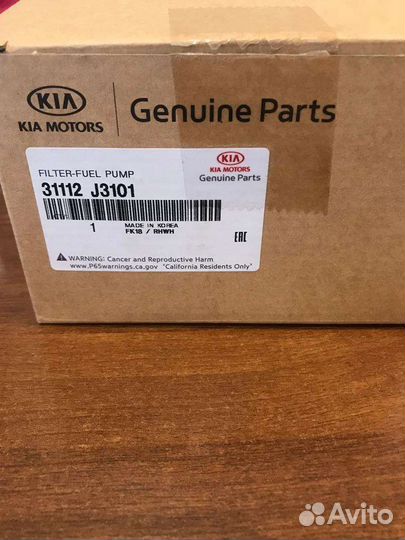 KIA
KIA MOTORS
Genuine Parts
FILTER-FUEL PUMP
31112 J3101
KIA
KIA MOTORS
Genuine Parts
1
MADE IN KOREA
FK18 / RHWH
EAC
WARNING: Cancer and Reproductive Harm
www.P65warnings.ca.gov "California Residents Only"
Avito